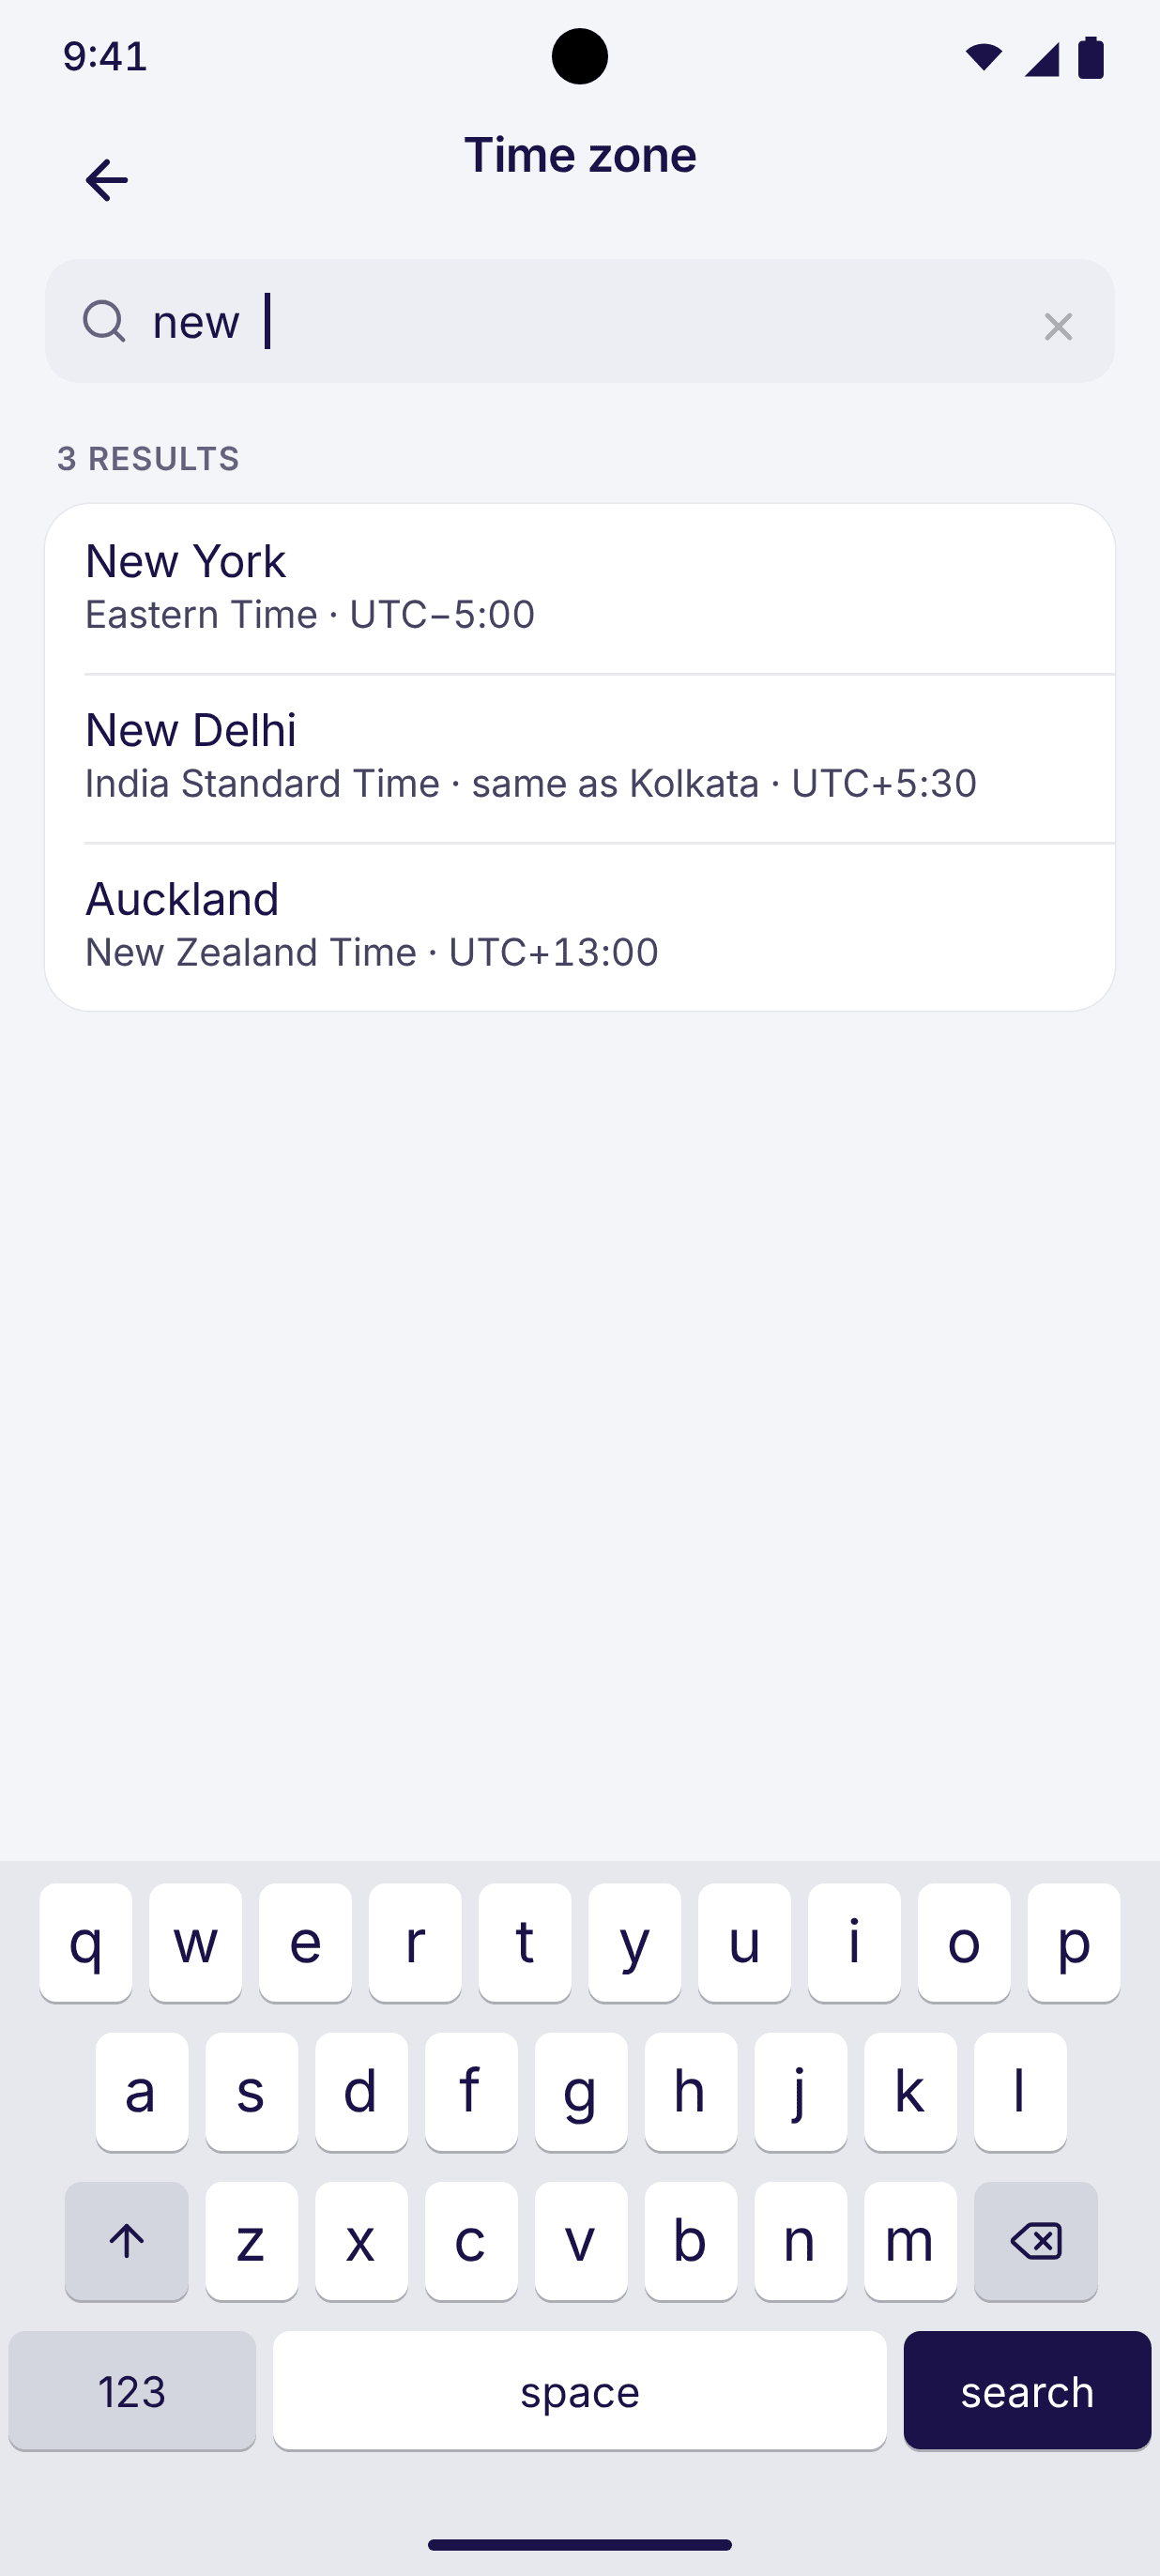 9:41
Time zone
new
3 RESULTS
New York
Eastern Time · UTC−5:00
New Delhi
India Standard Time · same as Kolkata · UTC+5:30
Auckland
New Zealand Time · UTC+13:00
q w e r t y u i o p
a s d f g h j k l
z x c v b n m
123 space search